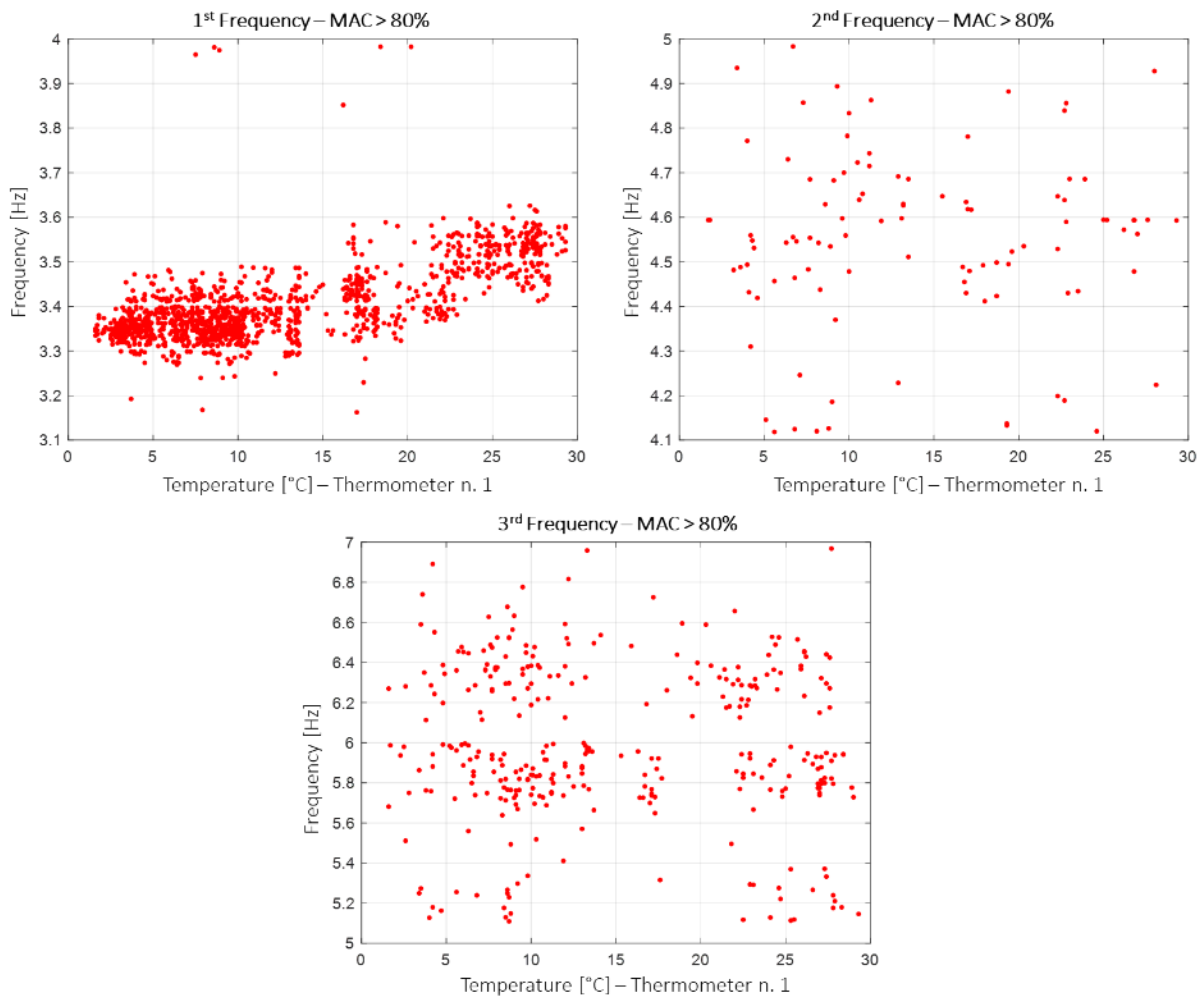 1st Frequency – MAC > 80%
4
3.9
3.8
3.7
3.6
3.5
3.4
3.3
3.2
3.1
Frequency [Hz]
0 5 10 15 20 25 30
Temperature [°C] – Thermometer n. 1
2nd Frequency – MAC > 80%
5
4.9
4.8
4.7
4.6
4.5
4.4
4.3
4.2
4.1
Frequency [Hz]
0 5 10 15 20 25 30
Temperature [°C] – Thermometer n. 1
3rd Frequency – MAC > 80%
7
6.8
6.6
6.4
6.2
6
5.8
5.6
5.4
5.2
5
Frequency [Hz]
0 5 10 15 20 25 30
Temperature [°C] – Thermometer n. 1